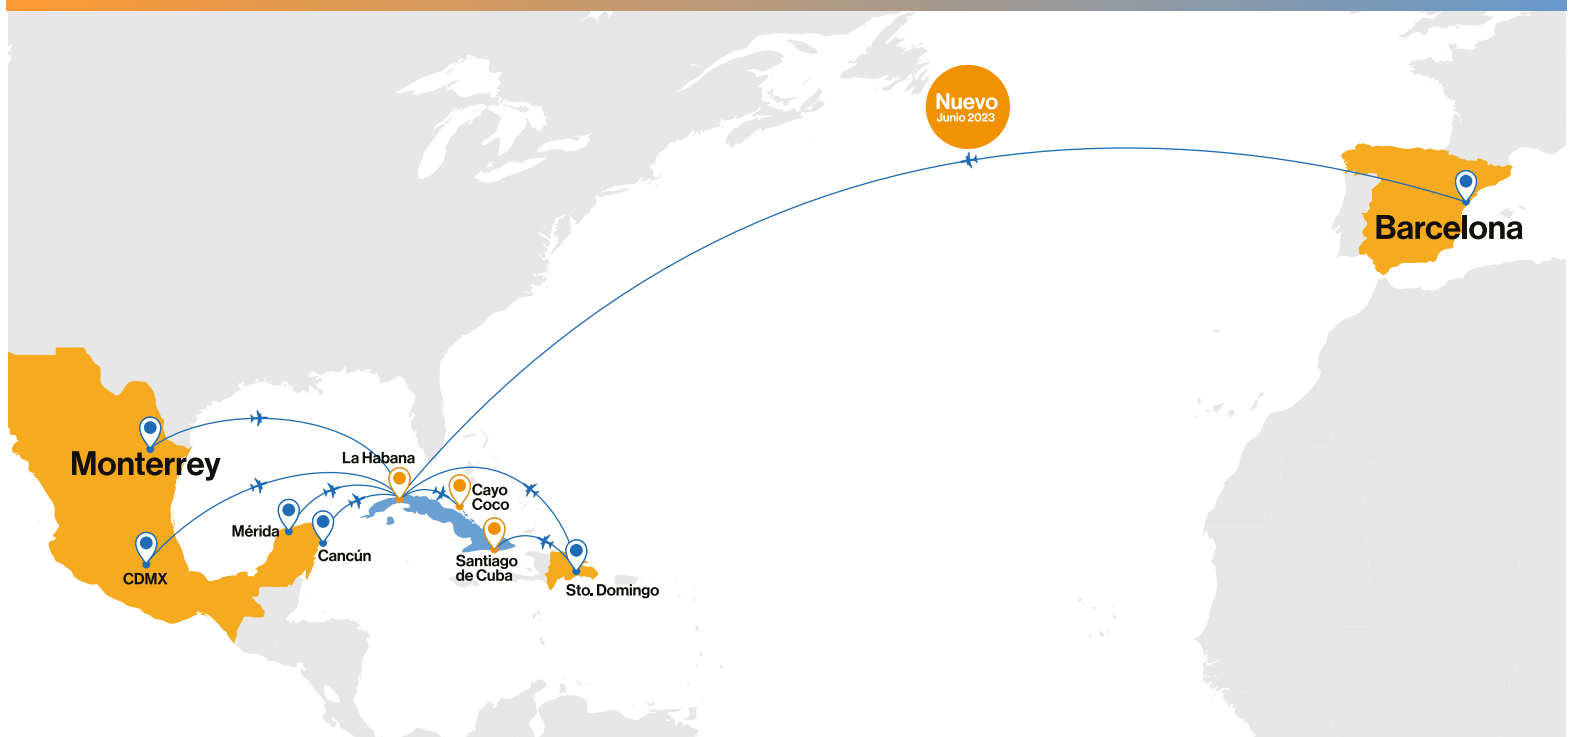 Nuevo
Junio 2023
Barcelona
Monterrey
La Habana
Cayo
Coco
Mérida
Cancún
Santiago
de Cuba
CDMX
Sto. Domingo